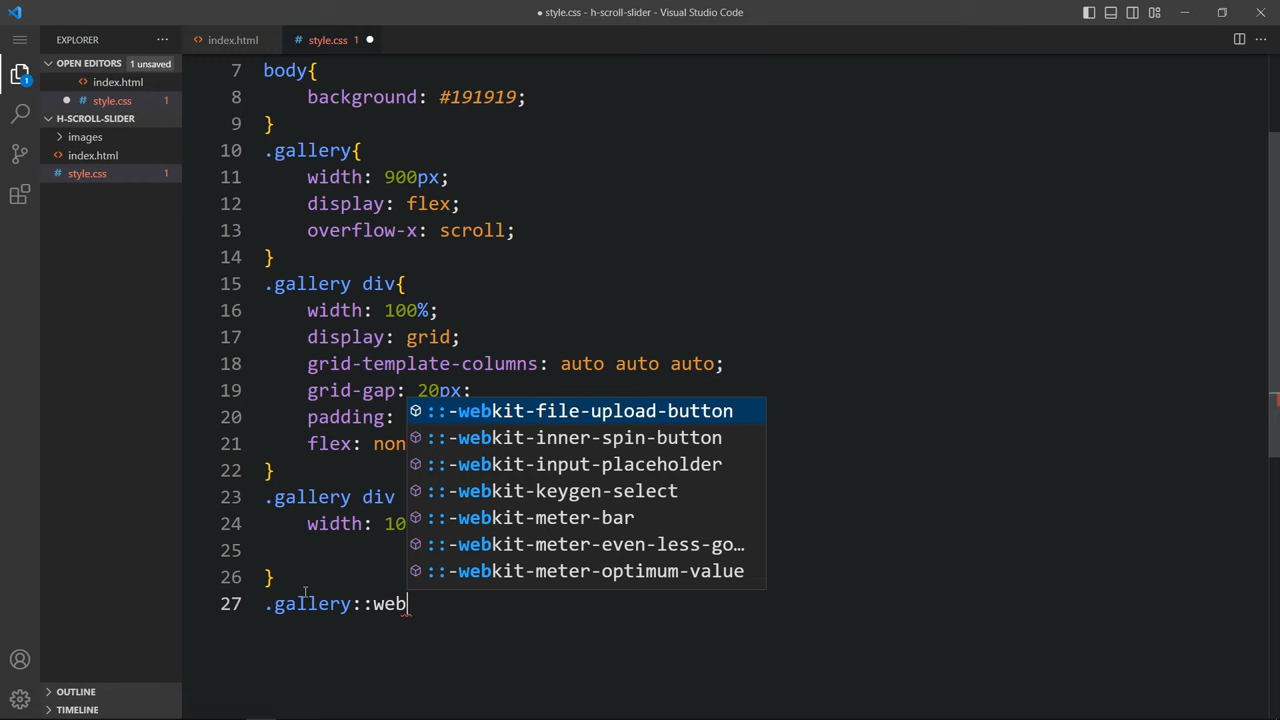 ● style.css - h-scroll-slider - Visual Studio Code
EXPLORER
index.html
style.css 1
OPEN EDITORS 1 unsaved
index.html
style.css 1
H-SCROLL-SLIDER
images
index.html
style.css 1
OUTLINE
TIMELINE
1
7 body{
8 background: #191919;
9 }
10 .gallery{
11 width: 900px;
12 display: flex;
13 overflow-x: scroll;
14 }
15 .gallery div{
16 width: 100%;
17 display: grid;
18 grid-template-columns: auto auto auto;
19 grid-gap: 20px;
20 padding:
21 flex: non
22 }
23 .gallery div
24 width: 10
25
26 }
27 .gallery::web
::-webkit-file-upload-button
::-webkit-inner-spin-button
::-webkit-input-placeholder
::-webkit-keygen-select
::-webkit-meter-bar
::-webkit-meter-even-less-go…
::-webkit-meter-optimum-value